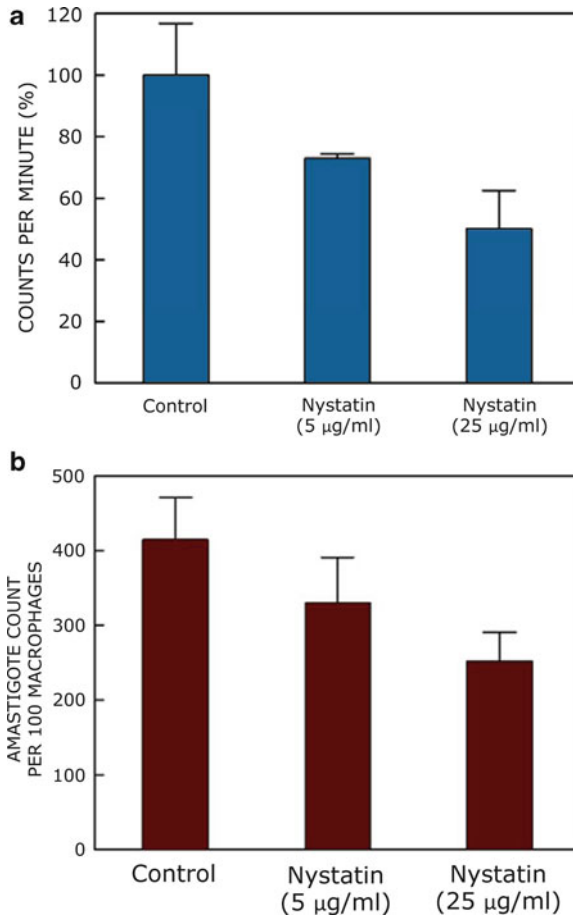 a
COUNTS PER MINUTE (%)
120
100
80
60
40
20
0
Control
Nystatin
(5 µg/ml)
Nystatin
(25 µg/ml)
b
AMASTIGOTE COUNT
PER 100 MACROPHAGES
500
400
300
200
100
0
Control
Nystatin
(5 µg/ml)
Nystatin
(25 µg/ml)